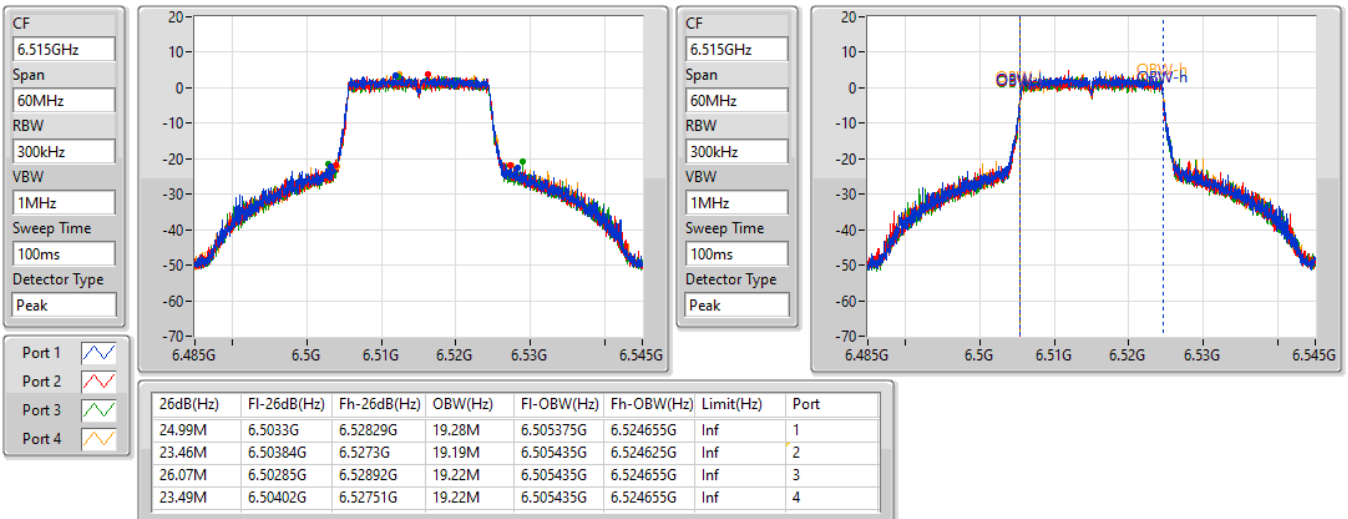 CF
6.515GHz
Span
60MHz
RBW
300kHz
VBW
1MHz
Sweep Time
100ms
Detector Type
Peak
20
10
0
-10
-20
-30
-40
-50
-60
-70
6.485G 6.5G 6.51G 6.52G 6.53G 6.545G
CF
6.515GHz
Span
60MHz
RBW
300kHz
VBW
1MHz
Sweep Time
100ms
Detector Type
Peak
20
10
0
-10
-20
-30
-40
-50
-60
-70
OBW OBW-h
OBW-h
6.485G 6.5G 6.51G 6.52G 6.53G 6.545G
Port 1
Port 2
Port 3
Port 4
26dB(Hz) Fl-26dB(Hz) Fh-26dB(Hz) OBW(Hz) Fl-OBW(Hz) Fh-OBW(Hz) Limit(Hz) Port
24.99M 6.5033G 6.52829G 19.28M 6.505375G 6.524655G Inf 1
23.46M 6.50384G 6.5273G 19.19M 6.505435G 6.524625G Inf 2
26.07M 6.50285G 6.52892G 19.22M 6.505435G 6.524655G Inf 3
23.49M 6.50402G 6.52751G 19.22M 6.505435G 6.524655G Inf 4